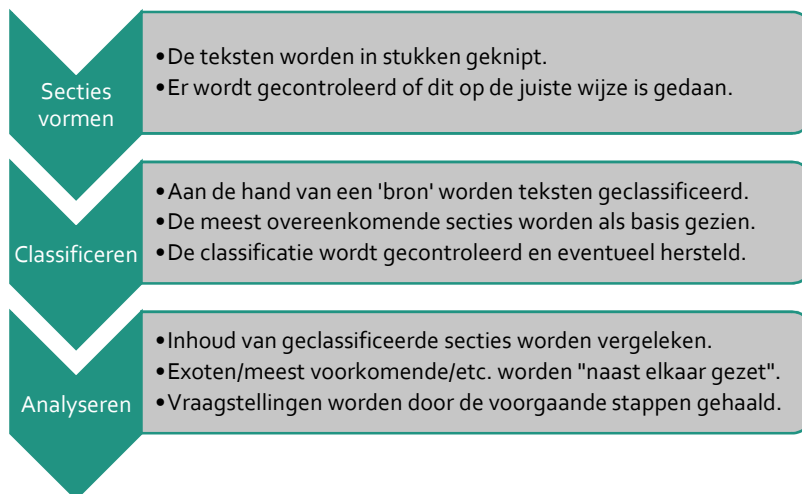 Secties
vormen
•De teksten worden in stukken geknipt.
•Er wordt gecontroleerd of dit op de juiste wijze is gedaan.
Classificeren
•Aan de hand van een 'bron' worden teksten geclassificeerd.
•De meest overeenkomende secties worden als basis gezien.
•De classificatie wordt gecontroleerd en eventueel hersteld.
Analyseren
•Inhoud van geclassificeerde secties worden vergeleken.
•Exoten/meest voorkomende/etc. worden "naast elkaar gezet".
•Vraagstellingen worden door de voorgaande stappen gehaald.